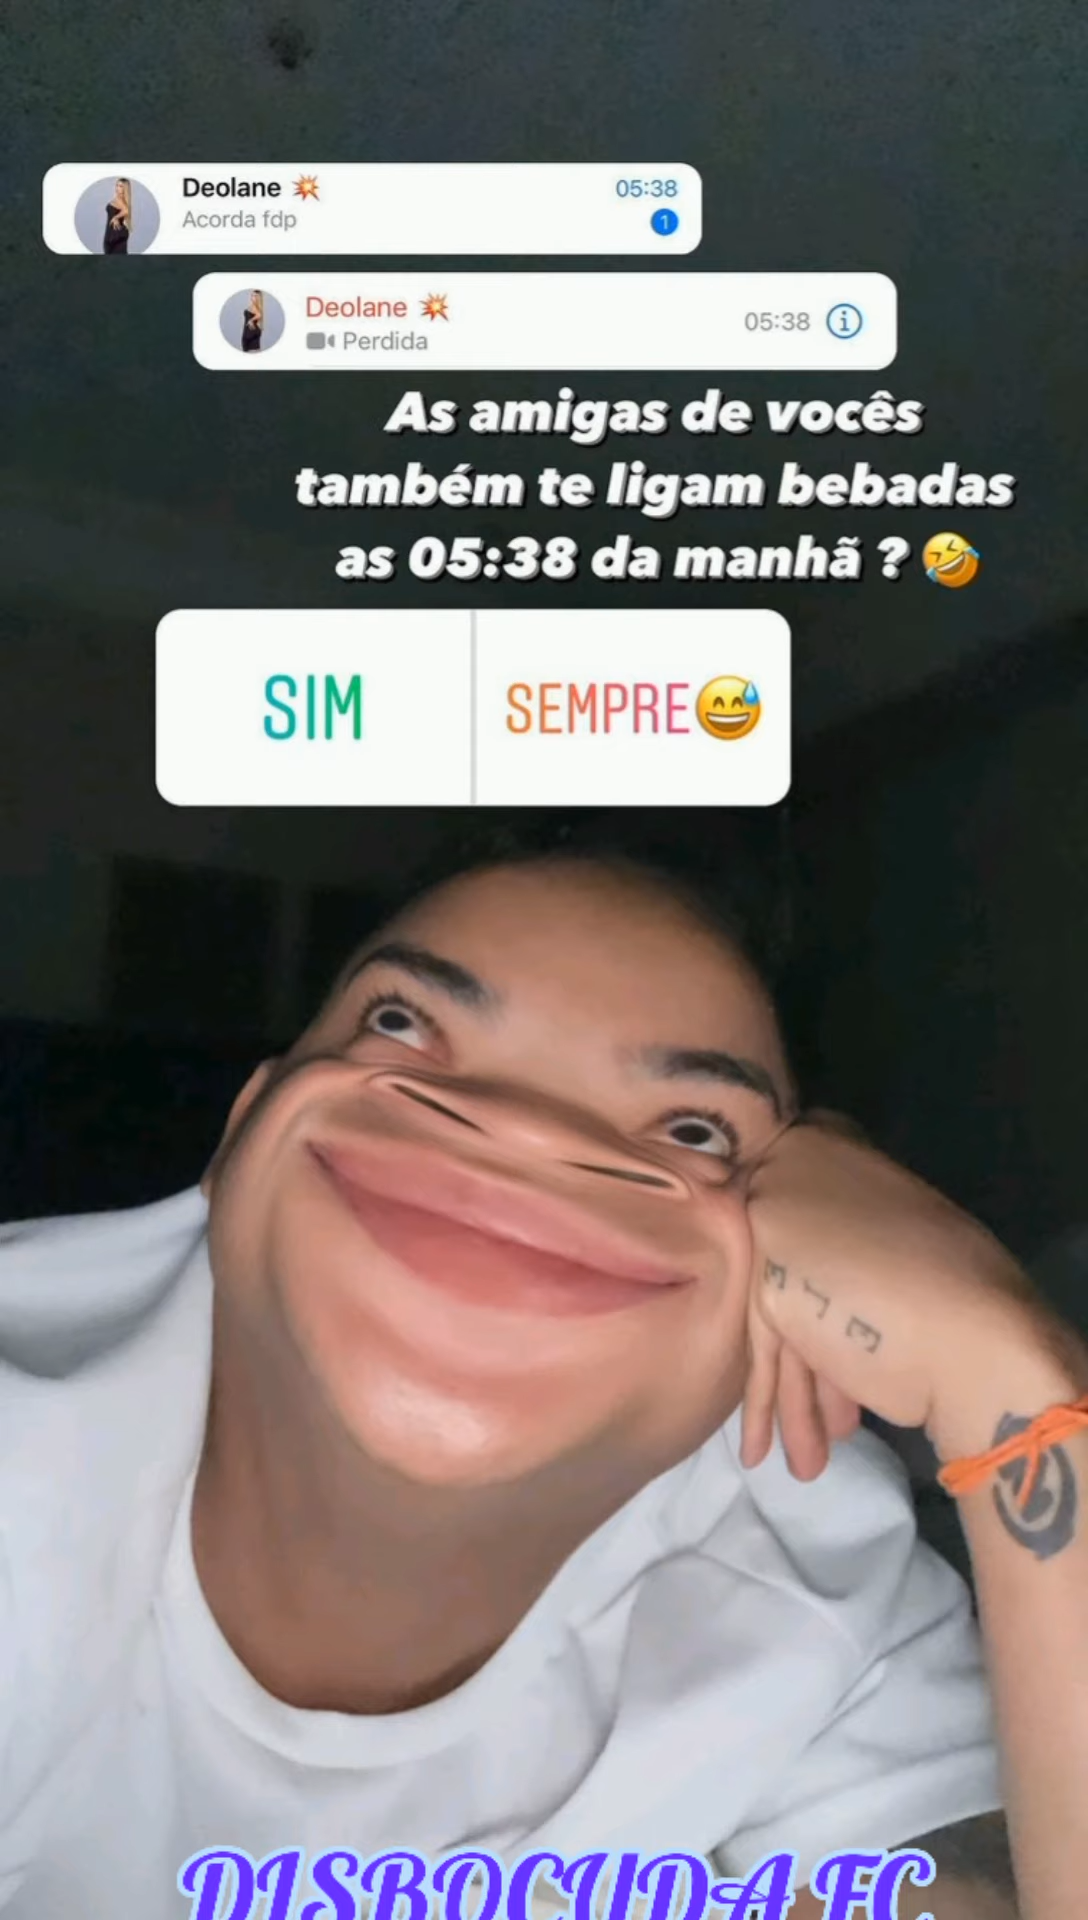 Deolane 💥
05:38
Acorda fdp
1
Deolane 💥
05:38
Perdida
As amigas de vocês
também te ligam bebadas
as 05:38 da manhã ? 🤣
SIM
SEMPRE😅
DISBOCUDA FC